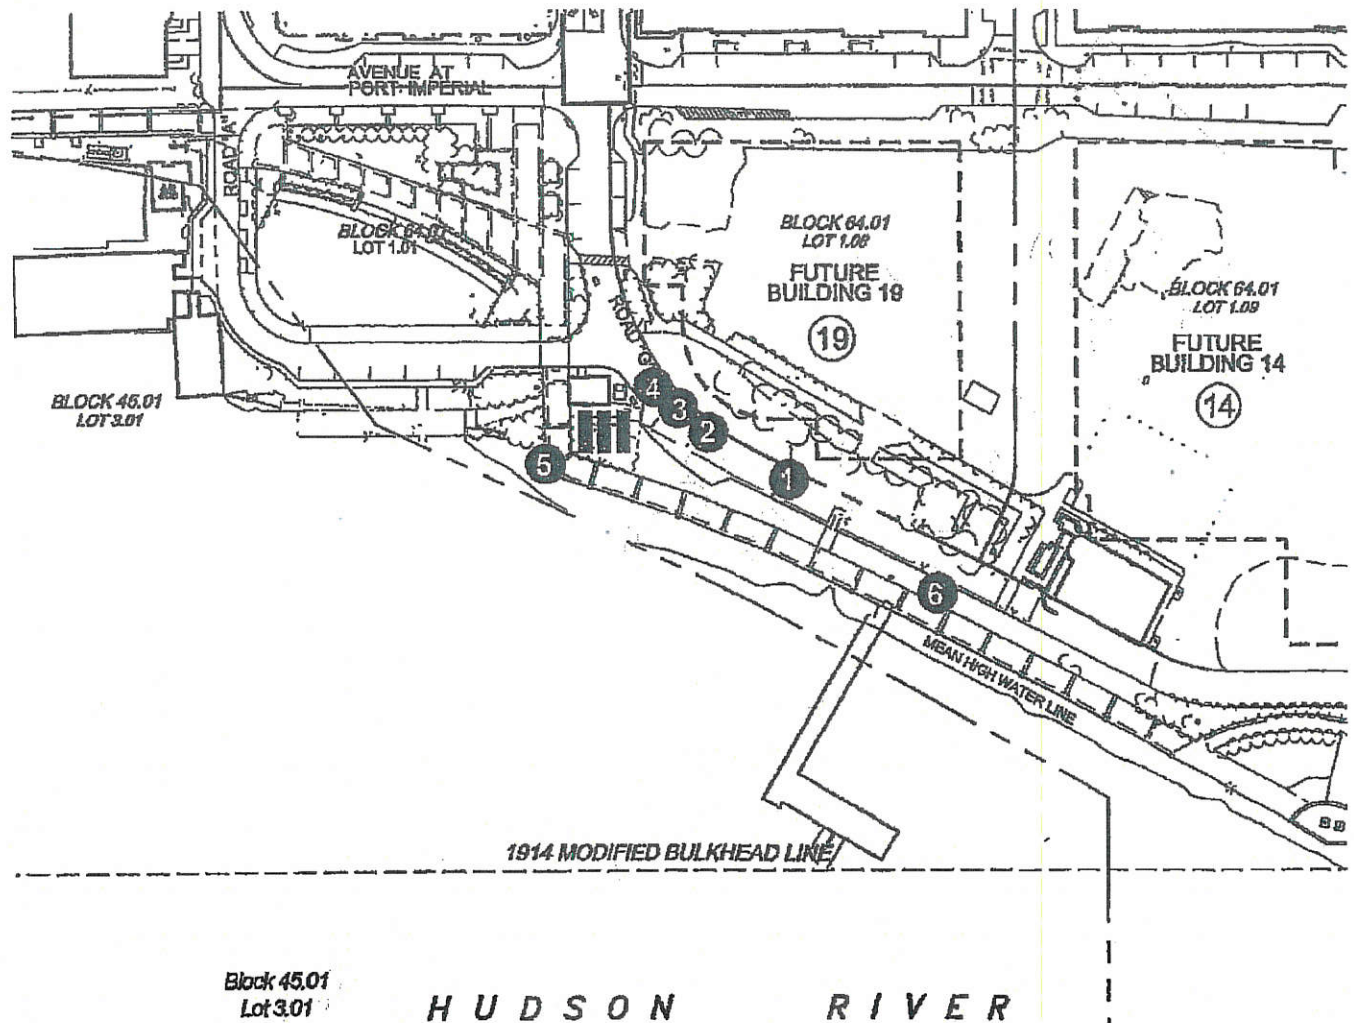 AVENUE AT
PORT IMPERIAL
ROAD "A"
BLOCK 64.01
LOT 1.01
BLOCK 64.01
LOT 1.08
FUTURE
BUILDING 19
19
BLOCK 64.01
LOT 1.09
FUTURE
BUILDING 14
14
ROAD "G"
BLOCK 45.01
LOT 3.01
4
3
2
5
1
6
MEAN HIGH WATER LINE
1914 MODIFIED BULKHEAD LINE
Block 45.01
Lot 3.01
HUDSON RIVER